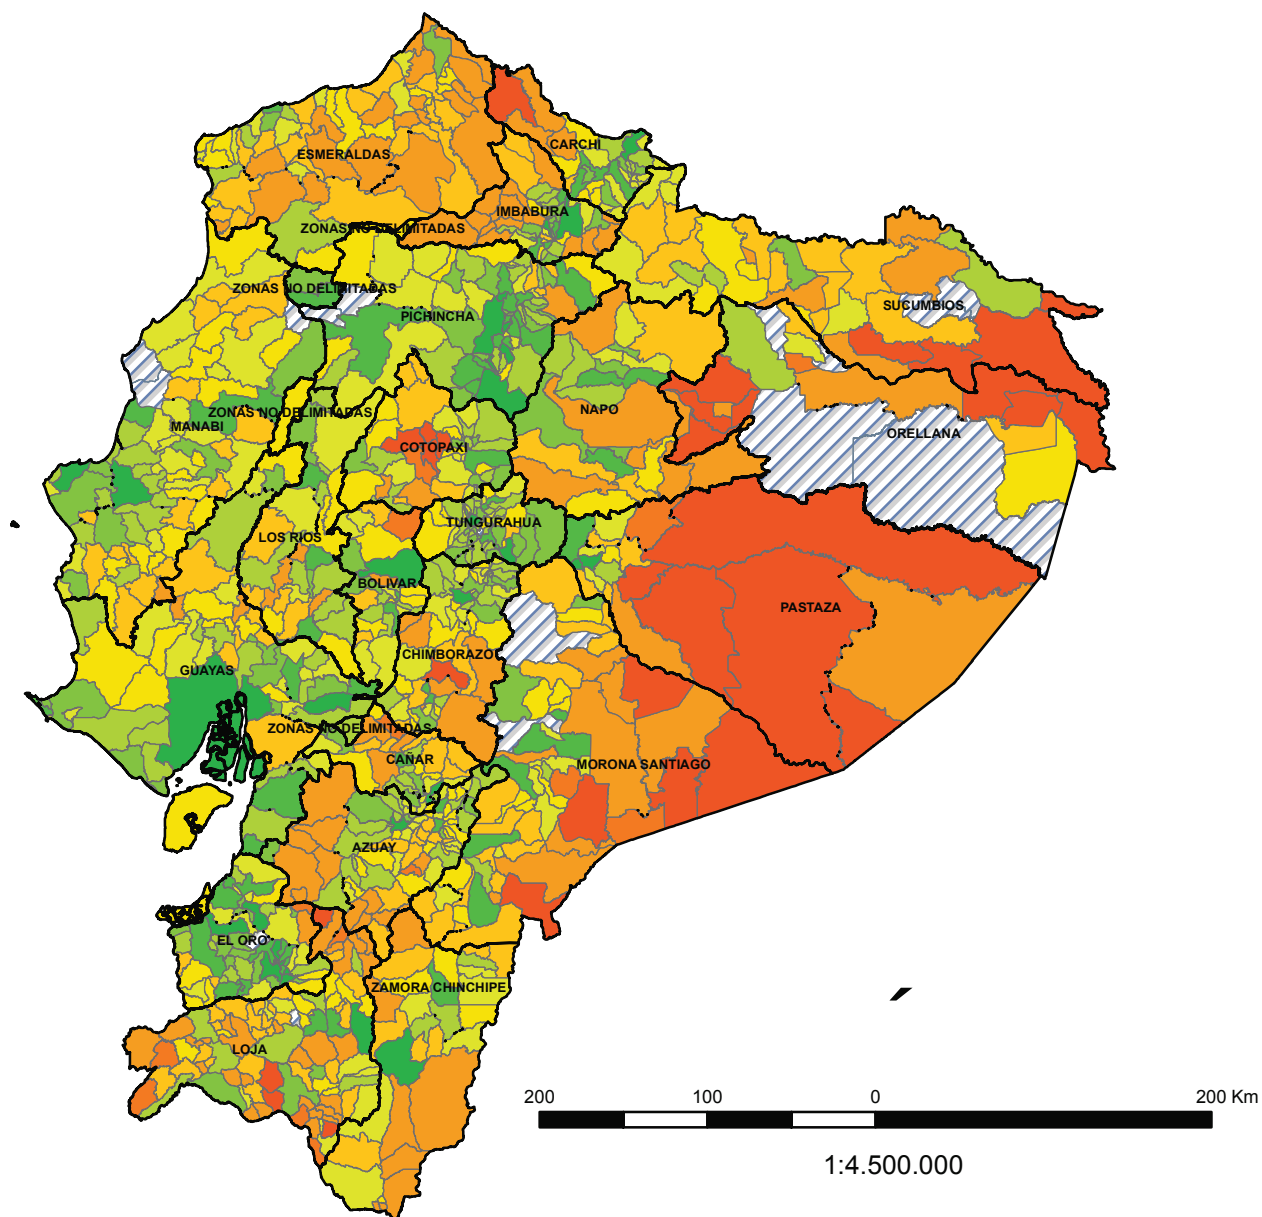 CARCHI
ESMERALDAS
IMBABURA
ZONAS NO DELIMITADAS
ZONAS NO DELIMITADAS
SUCUMBIOS
PICHINCHA
NAPO
ZONAS NO DELIMITADAS
MANABI
ORELLANA
COTOPAXI
TUNGURAHUA
LOS RIOS
BOLIVAR
PASTAZA
CHIMBORAZO
GUAYAS
ZONAS NO DELIMITADAS
CAÑAR
MORONA SANTIAGO
AZUAY
EL ORO
ZAMORA CHINCHIPE
LOJA
200 100 0 200 Km
1:4.500.000